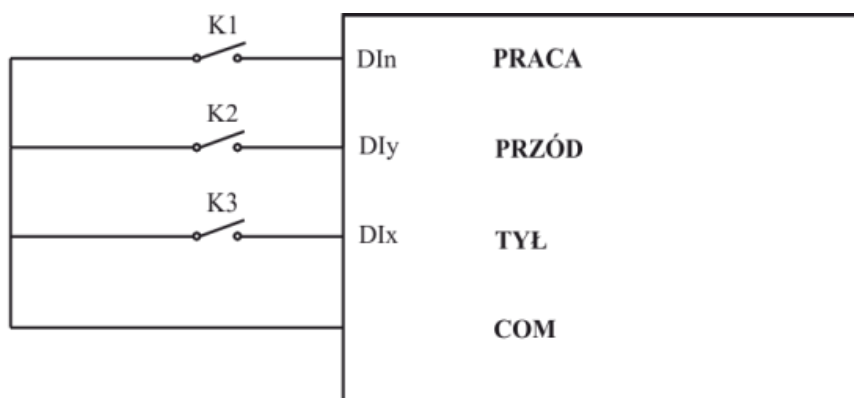 K1
DIn PRACA
K2
DIy PRZÓD
K3
DIx TYŁ
COM